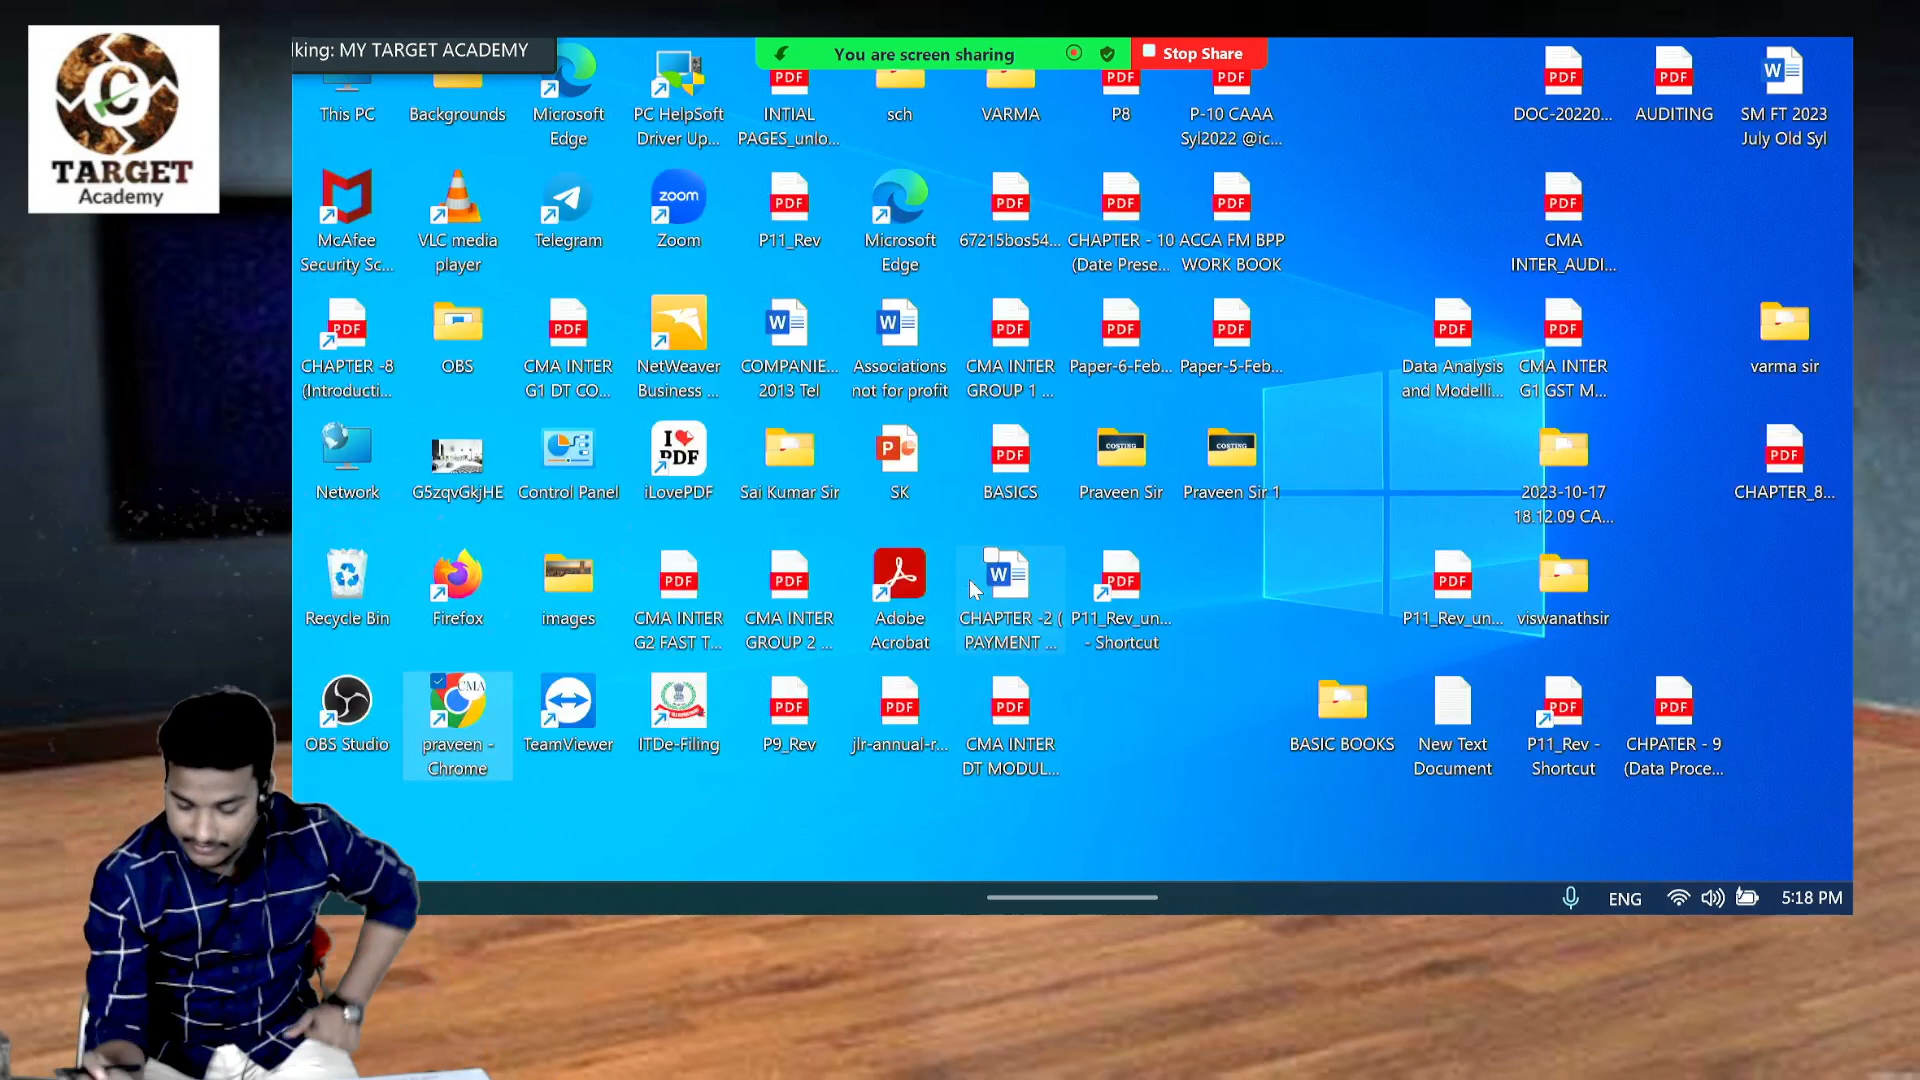 TARGET
Academy
lking: MY TARGET ACADEMY
You are screen sharing
Stop Share
This PC
Backgrounds
Microsoft
Edge
PC HelpSoft
Driver Up...
INTIAL
PAGES_unlo...
sch
VARMA
P8
P-10 CAAA
Syl2022 @ic...
DOC-20220...
AUDITING
SM FT 2023
July Old Syl
McAfee
Security Sc...
VLC media
player
Telegram
zoom
Zoom
P11_Rev
Microsoft
Edge
67215bos54...
CHAPTER - 10
(Date Prese...
ACCA FM BPP
WORK BOOK
CMA
INTER_AUDI...
CHAPTER -8
(Introducti...
OBS
CMA INTER
G1 DT CO...
NetWeaver
Business ...
COMPANIE...
2013 Tel
Associations
not for profit
CMA INTER
GROUP 1 ...
Paper-6-Feb...
Paper-5-Feb...
Data Analysis
and Modelli...
CMA INTER
G1 GST M...
varma sir
Network
G5zqvGkjHE
Control Panel
I
PDF
iLovePDF
Sai Kumar Sir
SK
BASICS
COSTING
Praveen Sir
COSTING
Praveen Sir 1
2023-10-17
18.12.09 CA...
CHAPTER_8...
Recycle Bin
Firefox
images
CMA INTER
G2 FAST T...
CMA INTER
GROUP 2 ...
Adobe
Acrobat
CHAPTER -2 (
PAYMENT ...
P11_Rev_un...
- Shortcut
P11_Rev_un...
viswanathsir
OBS Studio
CMA
praveen -
Chrome
TeamViewer
ITDe-Filing
P9_Rev
jlr-annual-r...
CMA INTER
DT MODUL...
BASIC BOOKS
New Text
Document
P11_Rev -
Shortcut
CHPATER - 9
(Data Proce...
ENG
5:18 PM